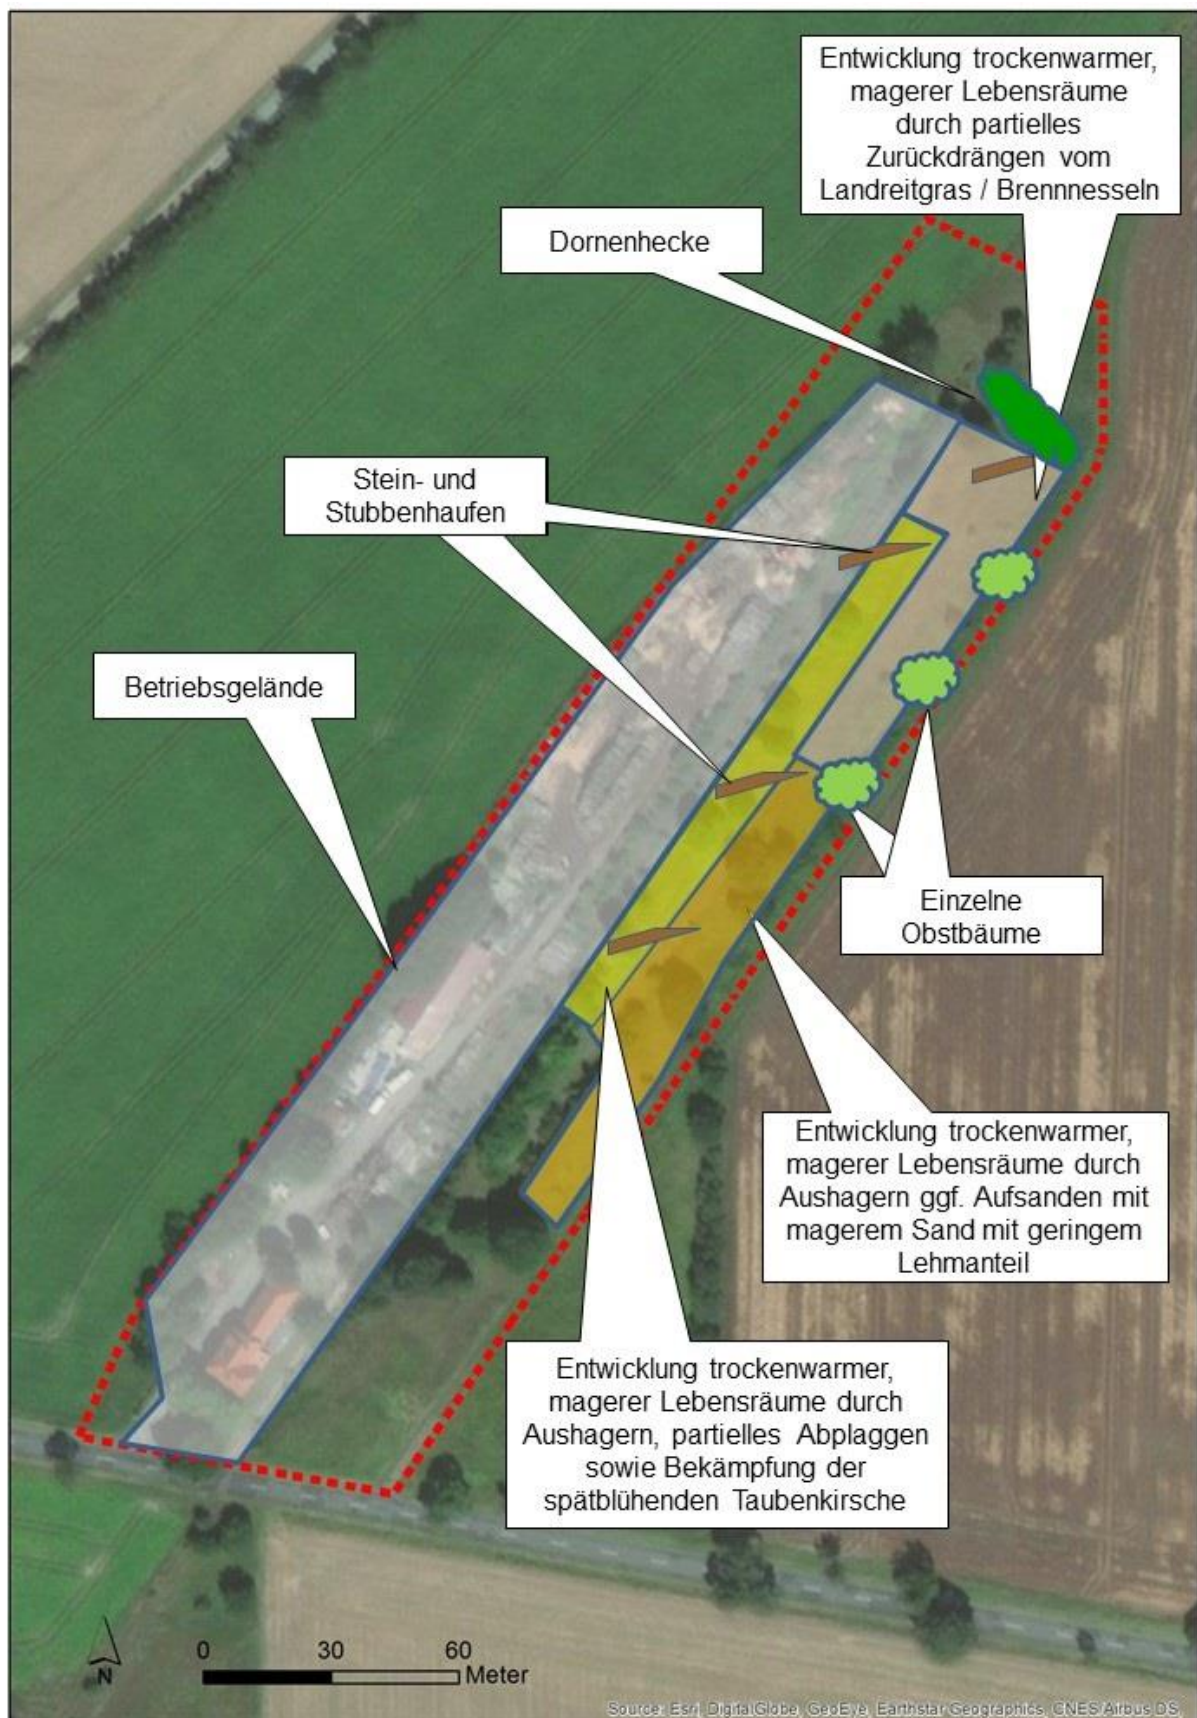 Entwicklung trockenwarmer,
magerer Lebensräume
durch partielles
Zurückdrängen vom
Landreitgras / Brennnesseln
Dornenhecke
Stein- und
Stubbenhaufen
Betriebsgelände
Einzelne
Obstbäume
Entwicklung trockenwarmer,
magerer Lebensräume durch
Aushagern ggf. Aufsanden mit
magerem Sand mit geringem
Lehmanteil
Entwicklung trockenwarmer,
magerer Lebensräume durch
Aushagern, partielles Abplaggen
sowie Bekämpfung der
spätblühenden Taubenkirsche
N
0 30 60
Meter
Source: Esri, DigitalGlobe, GeoEye, Earthstar Geographics, CNES/Airbus DS,